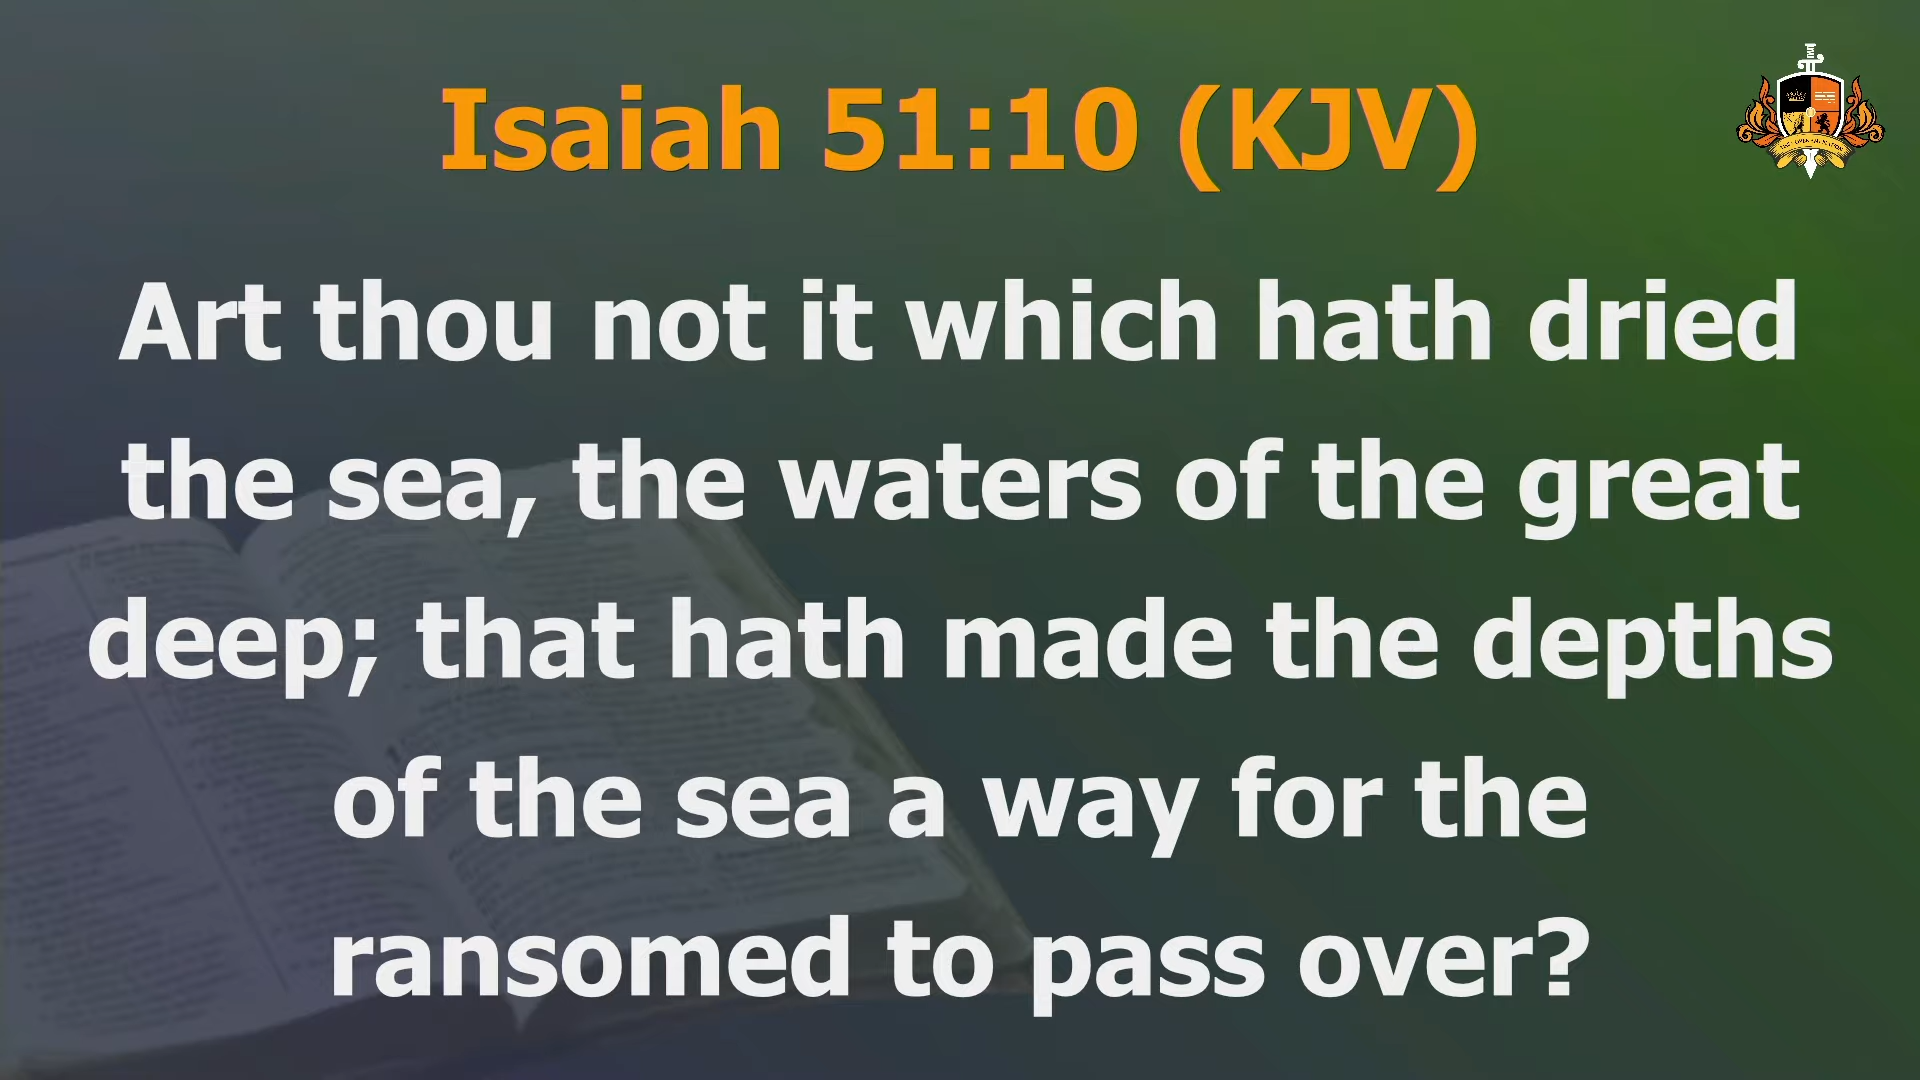 Isaiah 51:10 (KJV)
Art thou not it which hath dried
the sea, the waters of the great
deep; that hath made the depths
of the sea a way for the
ransomed to pass over?